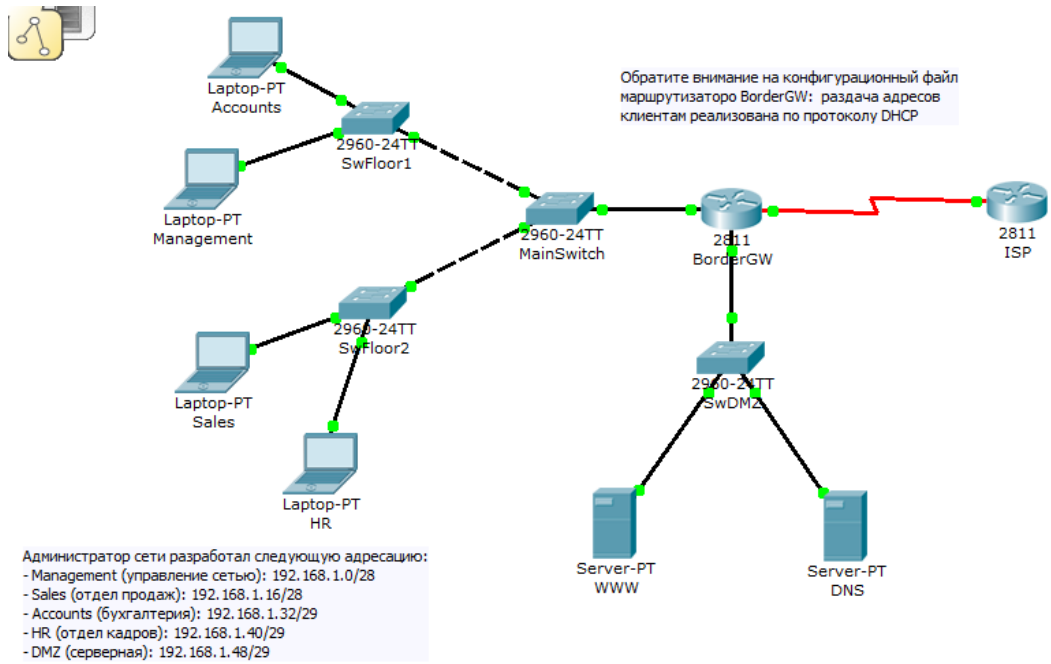 Laptop-PT
Accounts
Обратите внимание на конфигурационный файл
маршрутизаторо BorderGW: раздача адресов
клиентам реализована по протоколу DHCP
2960-24TT
SwFloor1
Laptop-PT
Management
2960-24TT
MainSwitch
2811
BorderGW
2811
ISP
2960-24TT
SwFloor2
Laptop-PT
Sales
2960-24TT
SwDMZ
Laptop-PT
HR
Server-PT
WWW
Server-PT
DNS
Администратор сети разработал следующую адресацию:
- Management (управление сетью): 192.168.1.0/28
- Sales (отдел продаж): 192.168.1.16/28
- Accounts (бухгалтерия): 192.168.1.32/29
- HR (отдел кадров): 192.168.1.40/29
- DMZ (серверная): 192.168.1.48/29